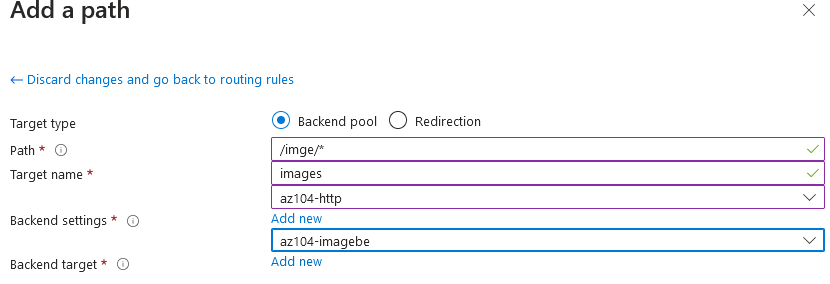 Add a path
← Discard changes and go back to routing rules
Target type Backend pool Redirection
Path * /imge/*
Target name * images
az104-http
Backend settings * Add new
az104-imagebe
Backend target * Add new